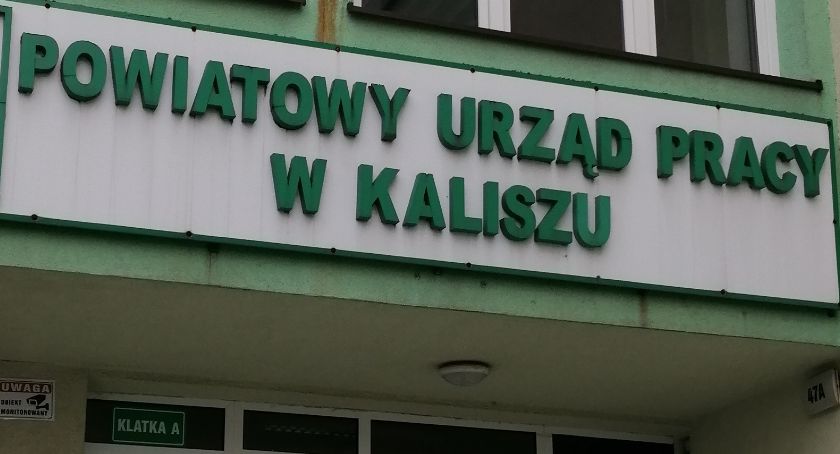 POWIATOWY URZĄD PRACY
W KALISZU
UWAGA
OBIEKT
MONITOROWANY
KLATKA A
47A